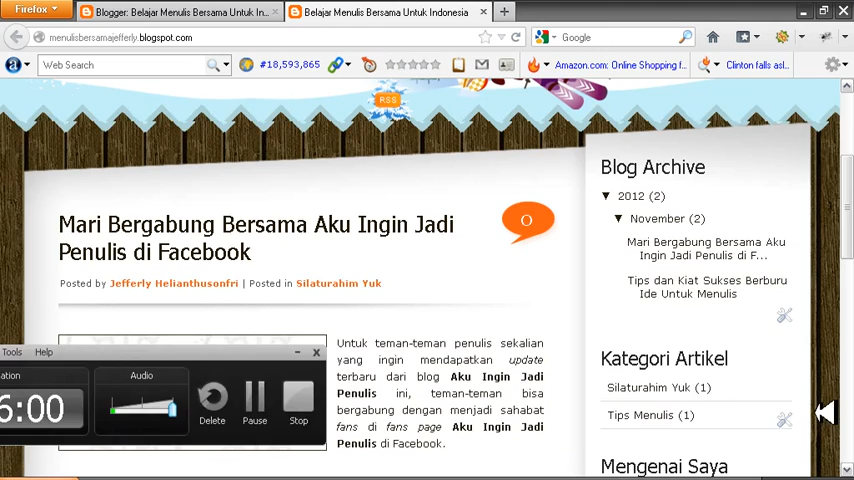 Firefox
Blogger: Belajar Menulis Bersama Untuk In...
Belajar Menulis Bersama Untuk Indonesia
menulisbersamajefferly.blogspot.com
Google
Web Search
#18,593,865
Amazon.com: Online Shopping f...
Clinton falls asl...
RSS
Mari Bergabung Bersama Aku Ingin Jadi
Penulis di Facebook
0
Posted by Jefferly Helianthusonfri | Posted in Silaturahim Yuk
Untuk teman-teman penulis sekalian
yang ingin mendapatkan update
terbaru dari blog Aku Ingin Jadi
Penulis ini, teman-teman bisa
bergabung dengan menjadi sahabat
fans di fans page Aku Ingin Jadi
Penulis di Facebook.
Blog Archive
▼ 2012 (2)
▼ November (2)
Mari Bergabung Bersama Aku
Ingin Jadi Penulis di F...
Tips dan Kiat Sukses Berburu
Ide Untuk Menulis
Kategori Artikel
Silaturahim Yuk (1)
Tips Menulis (1)
Mengenai Saya
Tools Help
ation
6:00
Audio
Delete
Pause
Stop